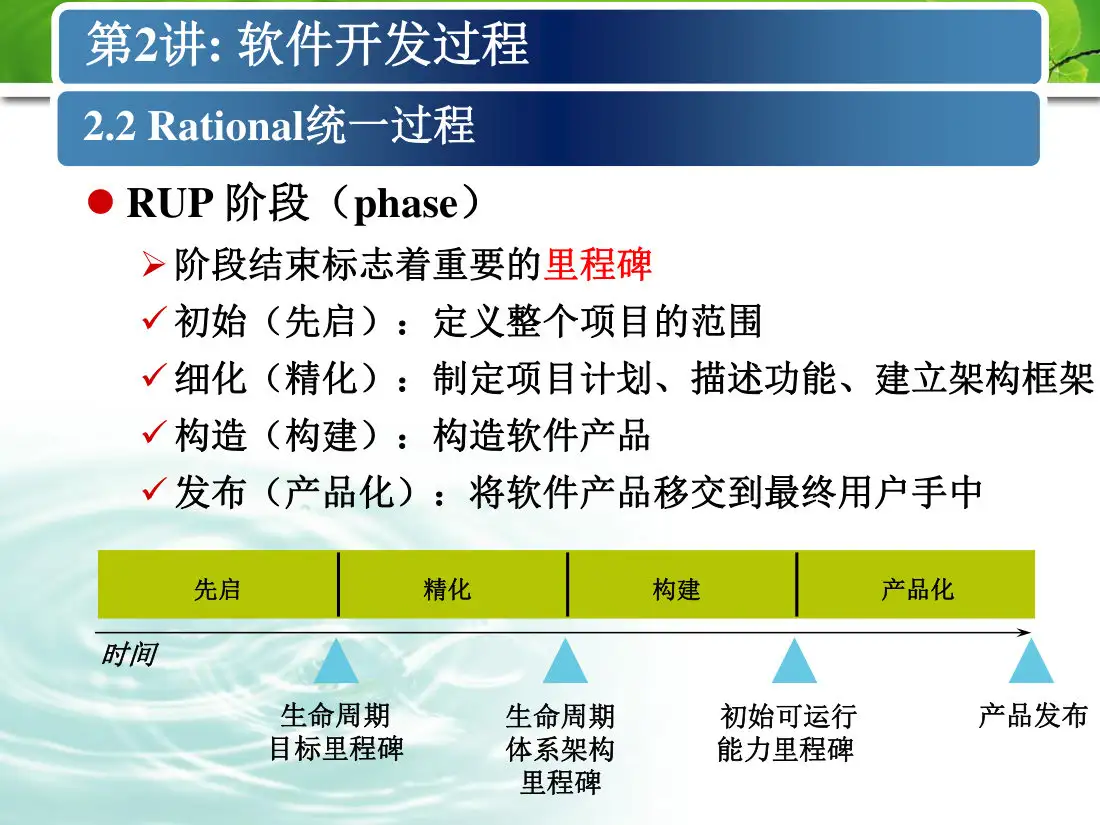 第2讲: 软件开发过程
2.2 Rational统一过程
RUP 阶段（phase）
阶段结束标志着重要的里程碑
初始（先启）：定义整个项目的范围
细化（精化）：制定项目计划、描述功能、建立架构框架
构造（构建）：构造软件产品
发布（产品化）：将软件产品移交到最终用户手中
先启 精化 构建 产品化
时间
生命周期
目标里程碑
生命周期
体系架构
里程碑
初始可运行
能力里程碑
产品发布